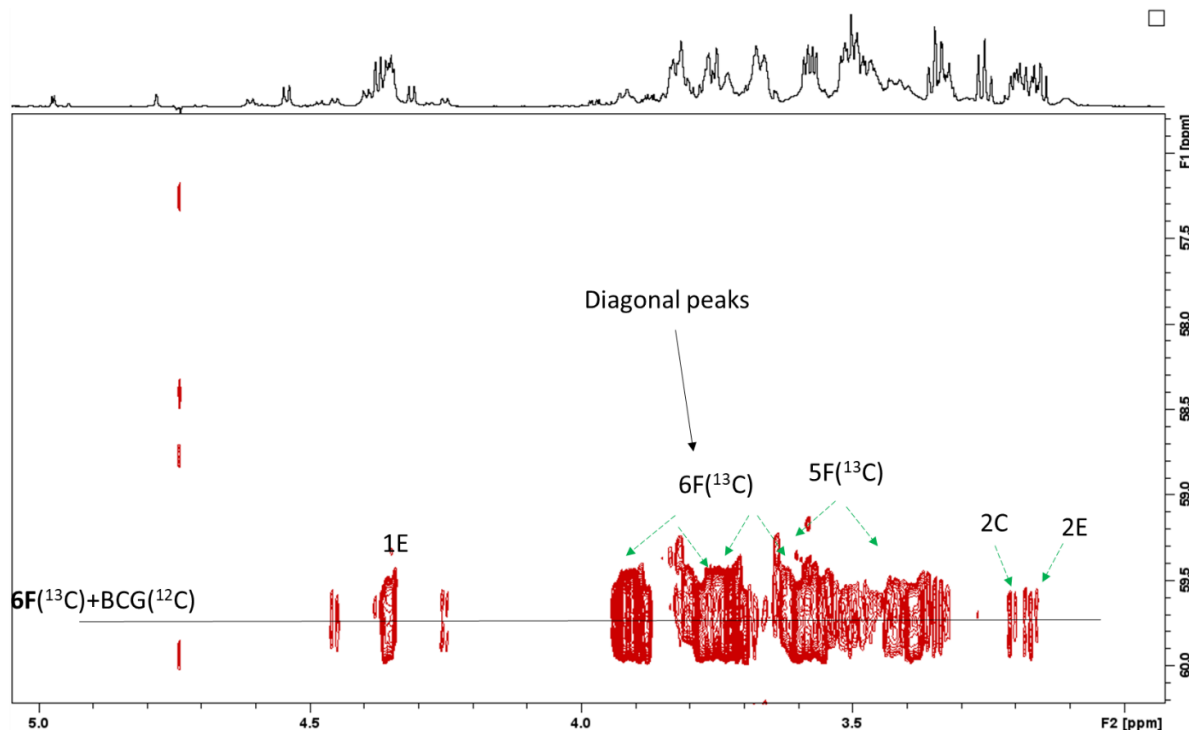 F1 [ppm]
57.5
58.0
Diagonal peaks
58.5
6F(¹³C)
5F(¹³C)
59.0
1E
2C
2E
59.5
6F(¹³C)+BCG(¹²C)
60.0
5.0
4.5
4.0
3.5
F2 [ppm]